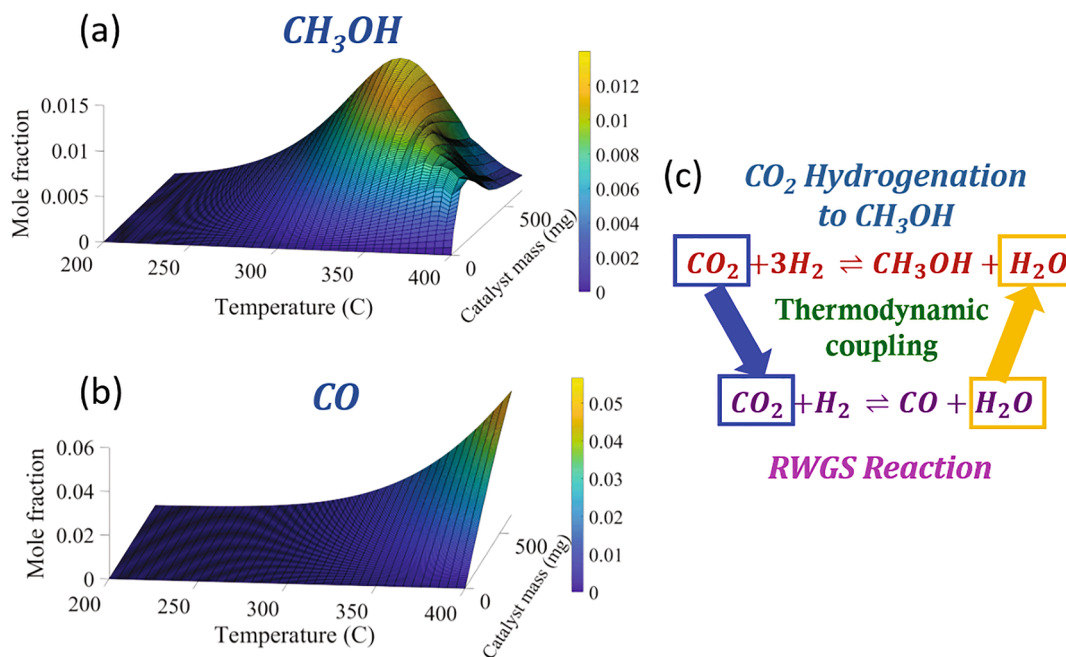 (a)
CH₃OH
Mole fraction
0.015
0.01
0.005
0
200
250
300
350
400
Temperature (C)
0
500
Catalyst mass (mg)
0.012
0.01
0.008
0.006
0.004
0.002
0
(b)
CO
Mole fraction
0.06
0.04
0.02
0
200
250
300
350
400
Temperature (C)
0
500
Catalyst mass (mg)
0.05
0.04
0.03
0.02
0.01
0
(c)
CO₂ Hydrogenation
to CH₃OH
CO₂ +3H₂ ⇌ CH₃OH + H₂O
Thermodynamic
coupling
CO₂ +H₂ ⇌ CO + H₂O
RWGS Reaction